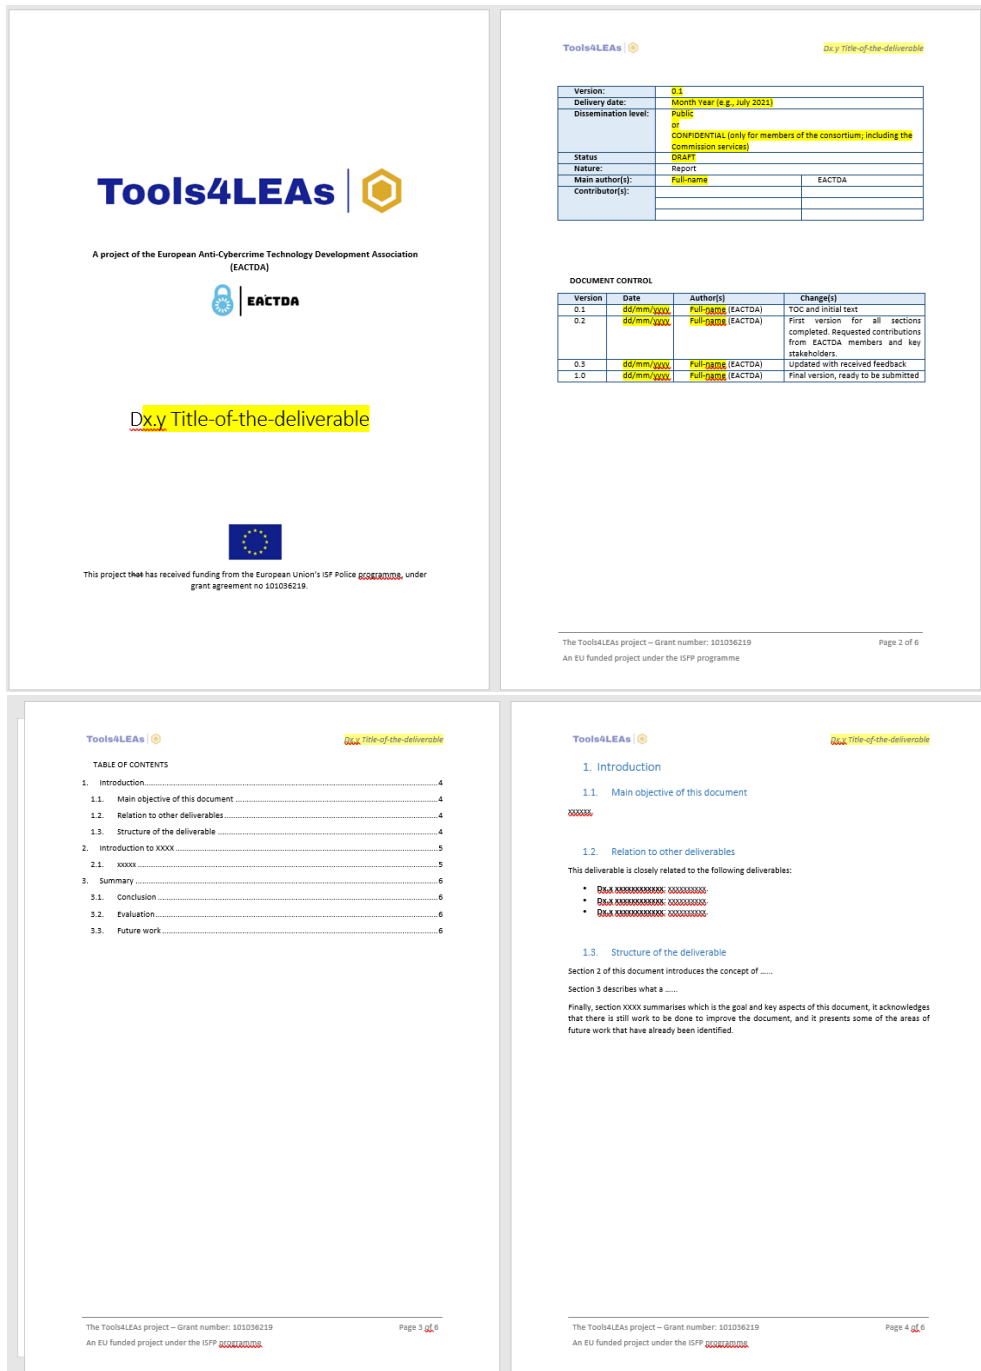 Tools4LEAs
A project of the European Anti-Cybercrime Technology Development Association
(EACTDA)
EACTDA
Dx.y Title-of-the-deliverable
This project that has received funding from the European Union's ISF Police programme, under
grant agreement no 101036219.
Tools4LEAs
Dx.y Title-of-the-deliverable
Version: 0.1
Delivery date: Month Year (e.g., July 2021)
Dissemination level: Public
or
CONFIDENTIAL (only for members of the consortium; including the
Commission services)
Status DRAFT
Nature: Report
Main author(s): Full-name EACTDA
Contributor(s):
DOCUMENT CONTROL
Version Date Author(s) Change(s)
0.1 dd/mm/yyyy Full-name (EACTDA) TOC and initial text
0.2 dd/mm/yyyy Full-name (EACTDA) First version for all sections
completed. Requested contributions
from EACTDA members and key
stakeholders.
0.3 dd/mm/yyyy Full-name (EACTDA) Updated with received feedback
1.0 dd/mm/yyyy Full-name (EACTDA) Final version, ready to be submitted
The Tools4LEAs project – Grant number: 101036219 Page 2 of 6
An EU funded project under the ISFP programme
Tools4LEAs
Dx.y Title-of-the-deliverable
TABLE OF CONTENTS
1. Introduction 4
1.1. Main objective of this document 4
1.2. Relation to other deliverables 4
1.3. Structure of the deliverable 4
2. Introduction to XXXX 5
2.1. xxxxx 5
3. Summary 6
3.1. Conclusion 6
3.2. Evaluation 6
3.3. Future work 6
The Tools4LEAs project – Grant number: 101036219 Page 3 of 6
An EU funded project under the ISFP programme
Tools4LEAs
Dx.y Title-of-the-deliverable
1. Introduction
1.1. Main objective of this document
xxxxxx.
1.2. Relation to other deliverables
This deliverable is closely related to the following deliverables:
• Dx.x xxxxxxxxxxxx: xxxxxxxxxx.
• Dx.x xxxxxxxxxxxx: xxxxxxxxxx.
• Dx.x xxxxxxxxxxxx: xxxxxxxxxx.
1.3. Structure of the deliverable
Section 2 of this document introduces the concept of ......
Section 3 describes what a ......
Finally, section XXXX summarises which is the goal and key aspects of this document, it acknowledges
that there is still work to be done to improve the document, and it presents some of the areas of
future work that have already been identified.
The Tools4LEAs project – Grant number: 101036219 Page 4 of 6
An EU funded project under the ISFP programme